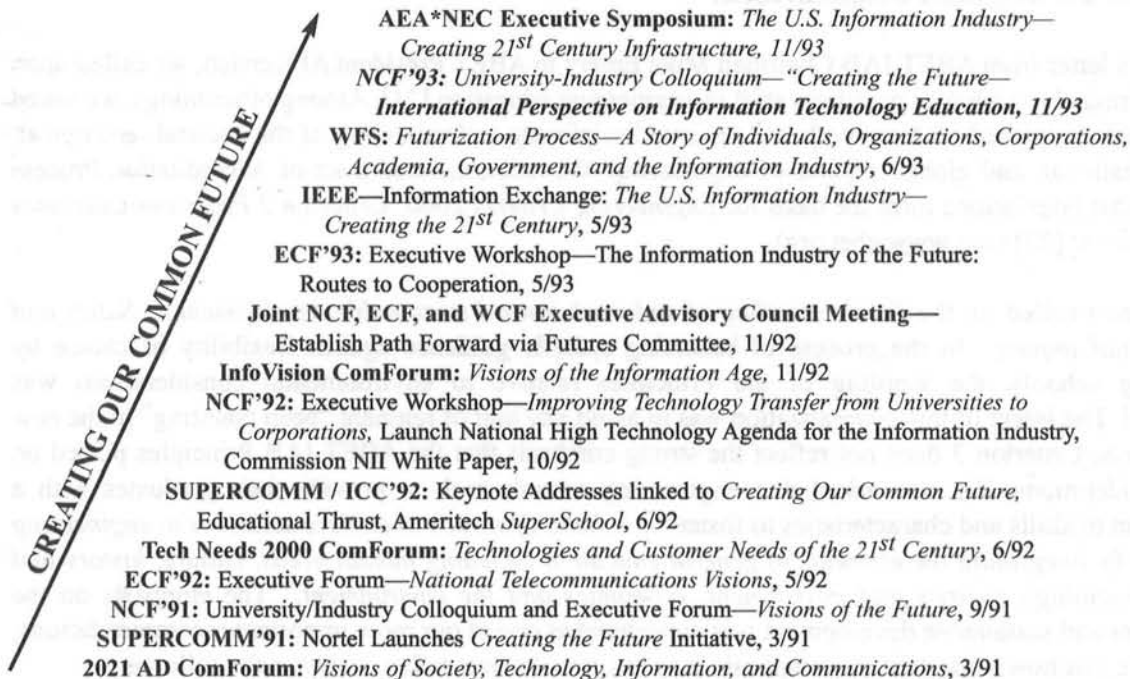 AEA*NEC Executive Symposium: The U.S. Information Industry—
Creating 21st Century Infrastructure, 11/93
NCF'93: University-Industry Colloquium—"Creating the Future—
International Perspective on Information Technology Education, 11/93
WFS: Futurization Process—A Story of Individuals, Organizations, Corporations,
Academia, Government, and the Information Industry, 6/93
IEEE—Information Exchange: The U.S. Information Industry—
Creating the 21st Century, 5/93
ECF'93: Executive Workshop—The Information Industry of the Future:
Routes to Cooperation, 5/93
Joint NCF, ECF, and WCF Executive Advisory Council Meeting—
Establish Path Forward via Futures Committee, 11/92
InfoVision ComForum: Visions of the Information Age, 11/92
NCF'92: Executive Workshop—Improving Technology Transfer from Universities to
Corporations; Launch National High Technology Agenda for the Information Industry,
Commission NII White Paper, 10/92
SUPERCOMM / ICC'92: Keynote Addresses linked to Creating Our Common Future,
Educational Thrust, Ameritech SuperSchool, 6/92
Tech Needs 2000 ComForum: Technologies and Customer Needs of the 21st Century, 6/92
ECF'92: Executive Forum—National Telecommunications Visions, 5/92
NCF'91: University/Industry Colloquium and Executive Forum—Visions of the Future, 9/91
SUPERCOMM'91: Nortel Launches Creating the Future Initiative, 3/91
2021 AD ComForum: Visions of Society, Technology, Information, and Communications, 3/91
CREATING OUR COMMON FUTURE